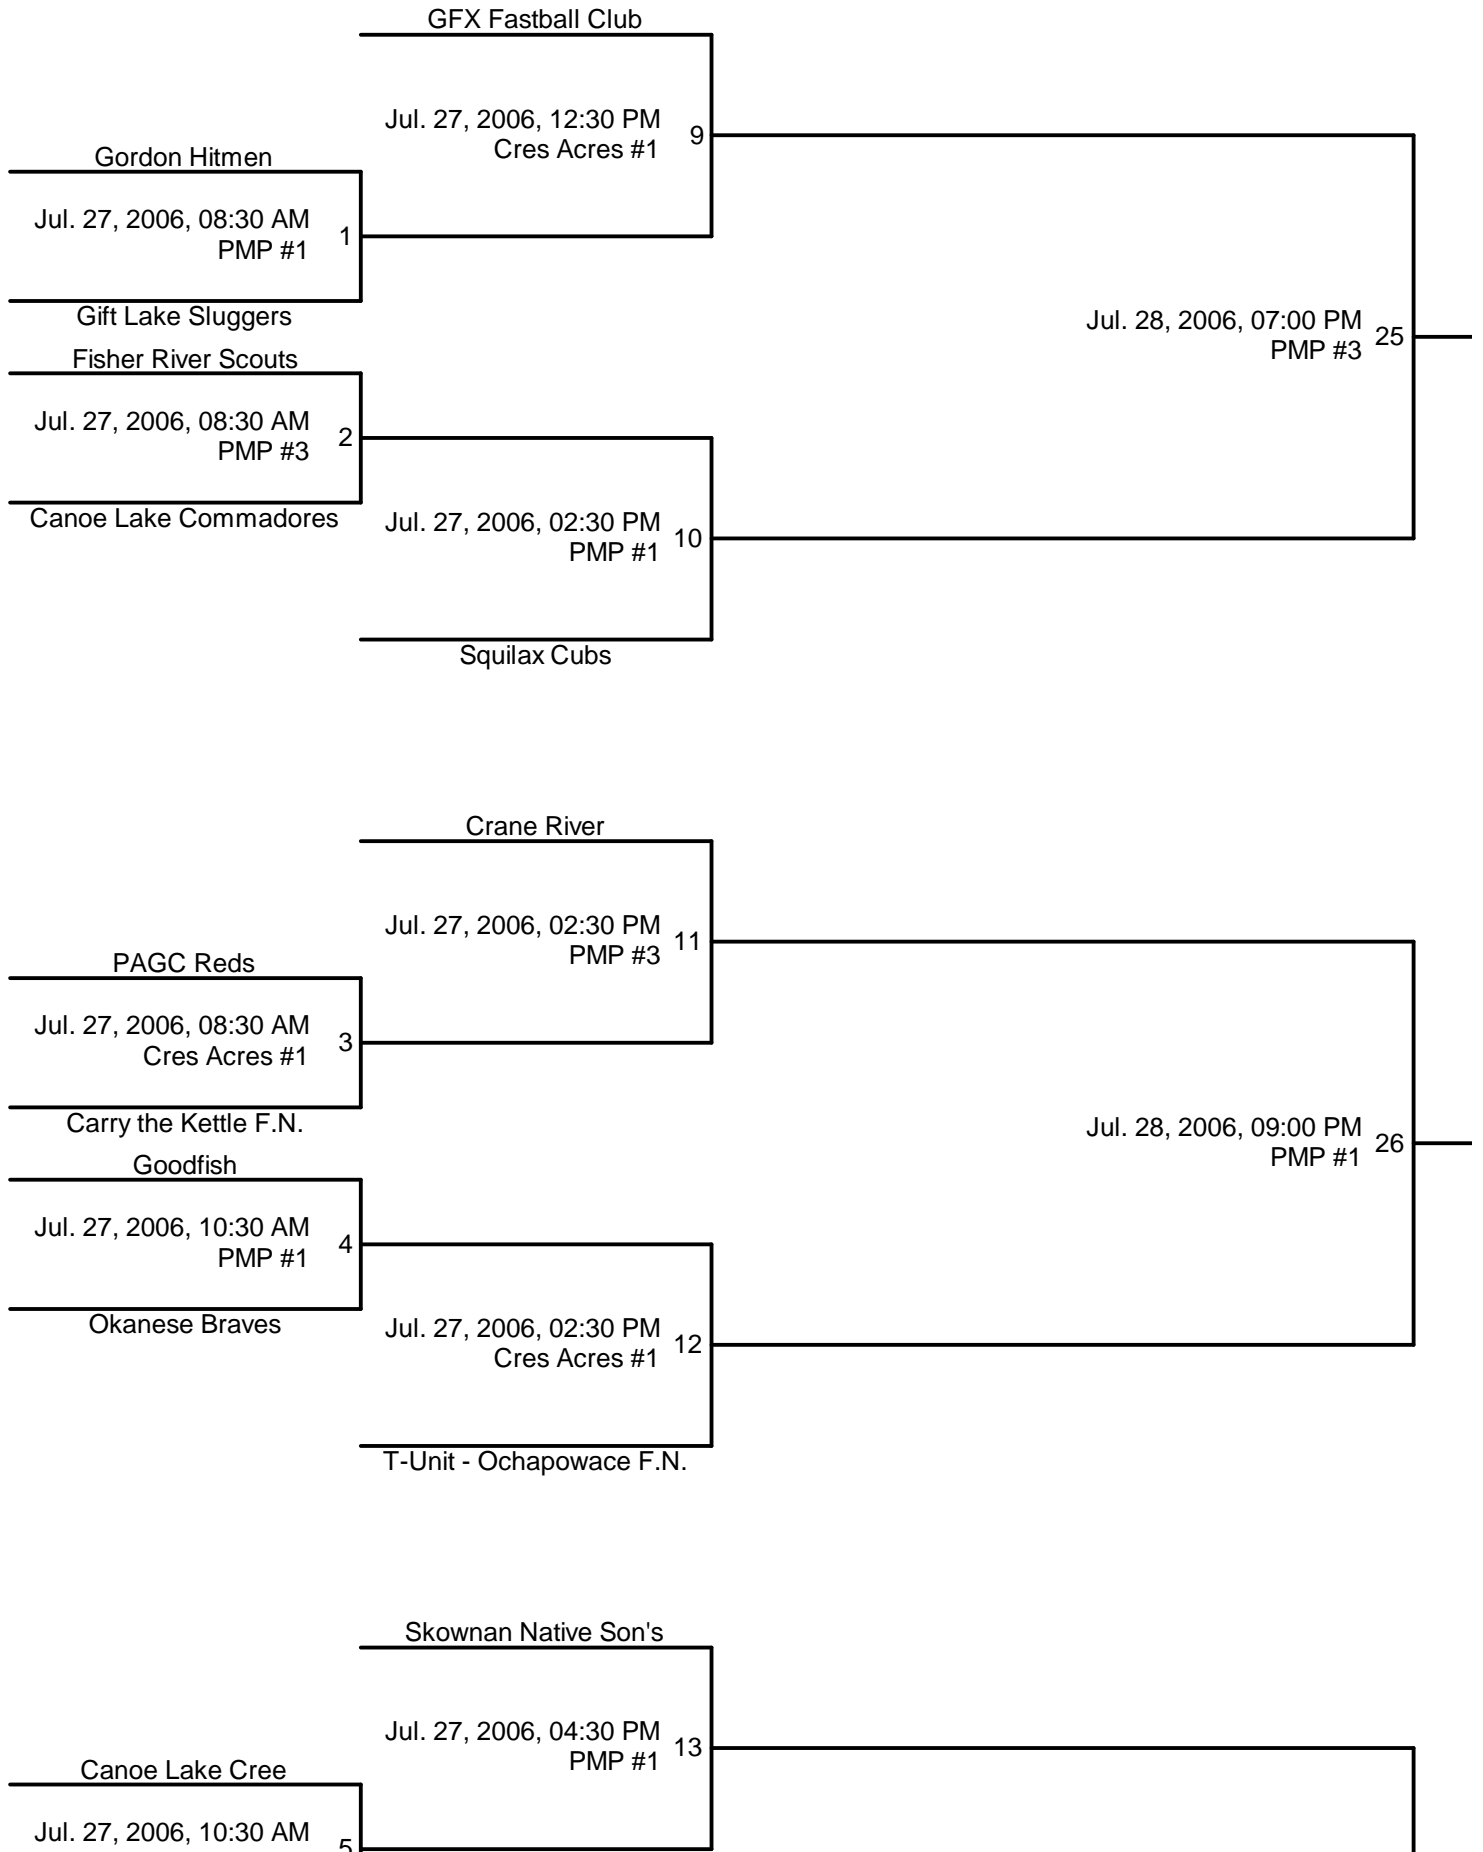 GFX Fastball Club
Jul. 27, 2006, 12:30 PM
Cres Acres #1
9
Gordon Hitmen
Jul. 27, 2006, 08:30 AM
PMP #1
1
Gift Lake Sluggers
Jul. 28, 2006, 07:00 PM
PMP #3
25
Fisher River Scouts
Jul. 27, 2006, 08:30 AM
PMP #3
2
Canoe Lake Commadores
Jul. 27, 2006, 02:30 PM
PMP #1
10
Squilax Cubs
Crane River
Jul. 27, 2006, 02:30 PM
PMP #3
11
PAGC Reds
Jul. 27, 2006, 08:30 AM
Cres Acres #1
3
Carry the Kettle F.N.
Jul. 28, 2006, 09:00 PM
PMP #1
26
Goodfish
Jul. 27, 2006, 10:30 AM
PMP #1
4
Okanese Braves
Jul. 27, 2006, 02:30 PM
Cres Acres #1
12
T-Unit - Ochapowace F.N.
Skownan Native Son's
Jul. 27, 2006, 04:30 PM
PMP #1
13
Canoe Lake Cree
Jul. 27, 2006, 10:30 AM
5